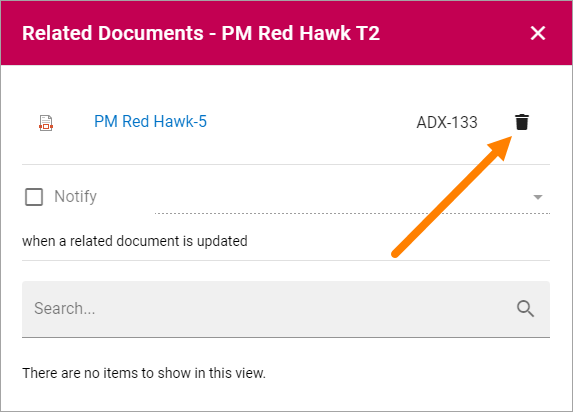 Related Documents - PM Red Hawk T2
PM Red Hawk-5 ADX-133
Notify
when a related document is updated
Search...
There are no items to show in this view.